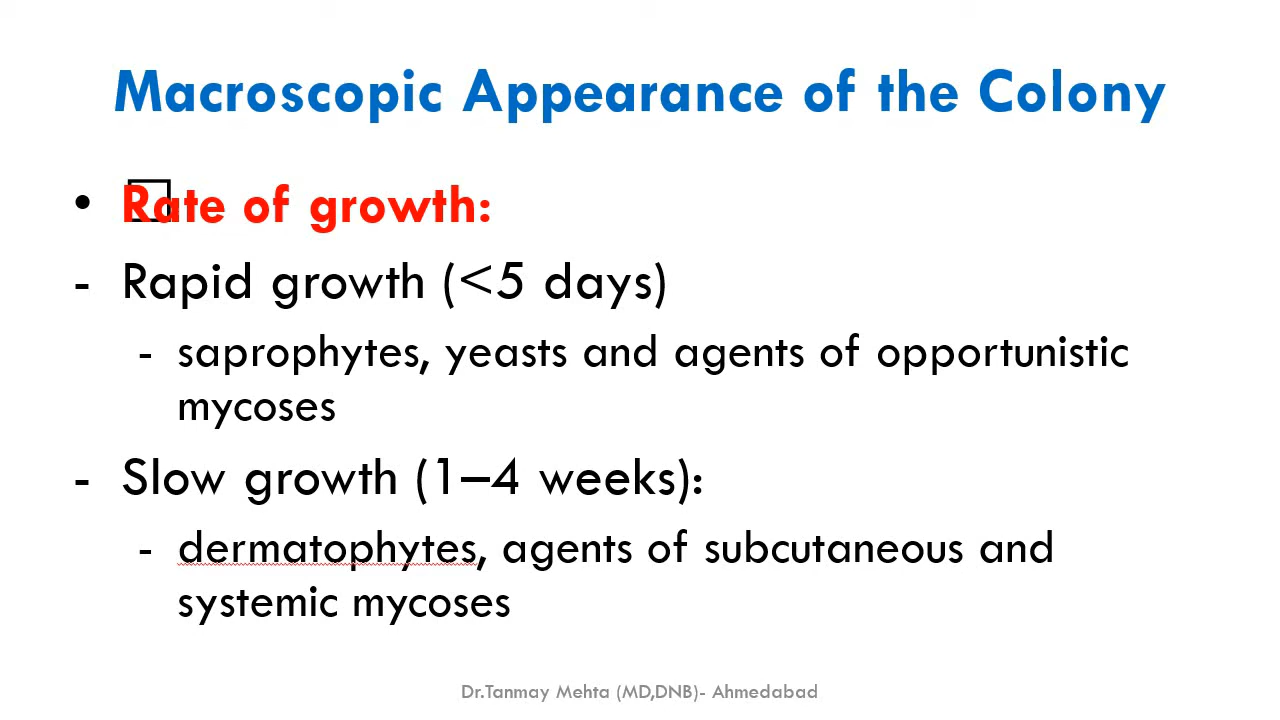 Macroscopic Appearance of the Colony
• Rate of growth:
- Rapid growth (<5 days)
- saprophytes, yeasts and agents of opportunistic
mycoses
- Slow growth (1–4 weeks):
- dermatophytes, agents of subcutaneous and
systemic mycoses
Dr.Tanmay Mehta (MD,DNB)- Ahmedabad